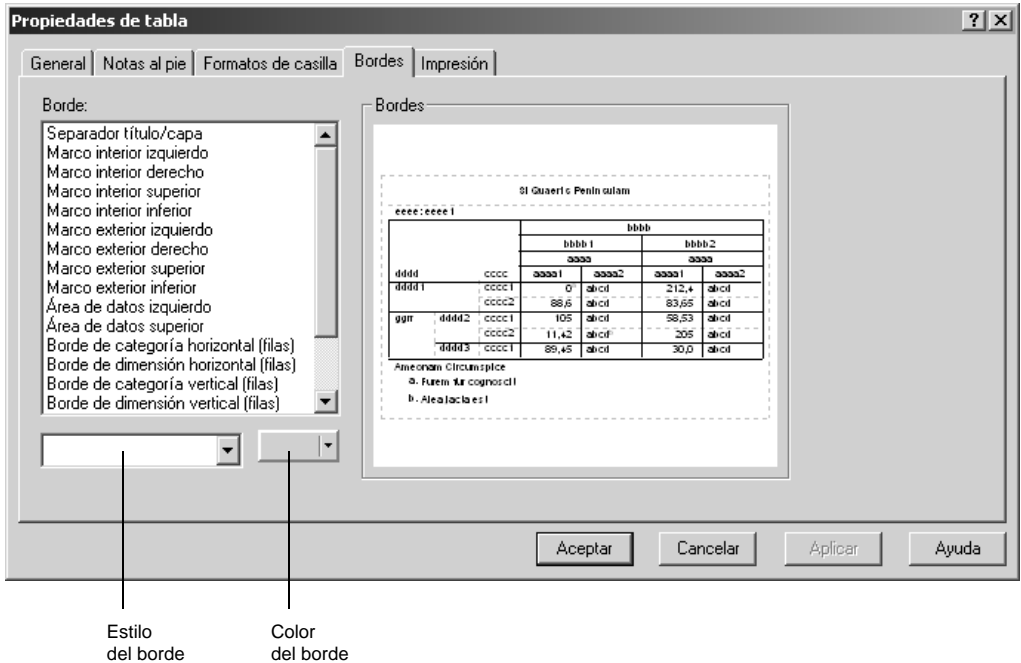 Propiedades de tabla
General Notas al pie Formatos de casilla Bordes Impresión
Borde:
Separador título/capa
Marco interior izquierdo
Marco interior derecho
Marco interior superior
Marco interior inferior
Marco exterior izquierdo
Marco exterior derecho
Marco exterior superior
Marco exterior inferior
Área de datos izquierdo
Área de datos superior
Borde de categoría horizontal (filas)
Borde de dimensión horizontal (filas)
Borde de categoría vertical (filas)
Borde de dimensión vertical (filas)
Bordes
SI Quaeris Peninsulam
eeee:eeee1
bbbb
bbbb1 bbbb2
aaaa aaaa
dddd cccc aaaa1 aaaa2 aaaa1 aaaa2
dddd1 cccc1 0 abcd 212,4 abcd
cccc2 88,6 abcd 83,65 abcd
ggrr dddd2 cccc1 105 abcd 58,53 abcd
cccc2 11,42 abcd 205 abcd
dddd3 cccc1 89,45 abcd 30,0 abcd
Ameonam Circumspice
a.
b. Alea iacta est
Aceptar Cancelar Aplicar Ayuda
Estilo
del borde
Color
del borde